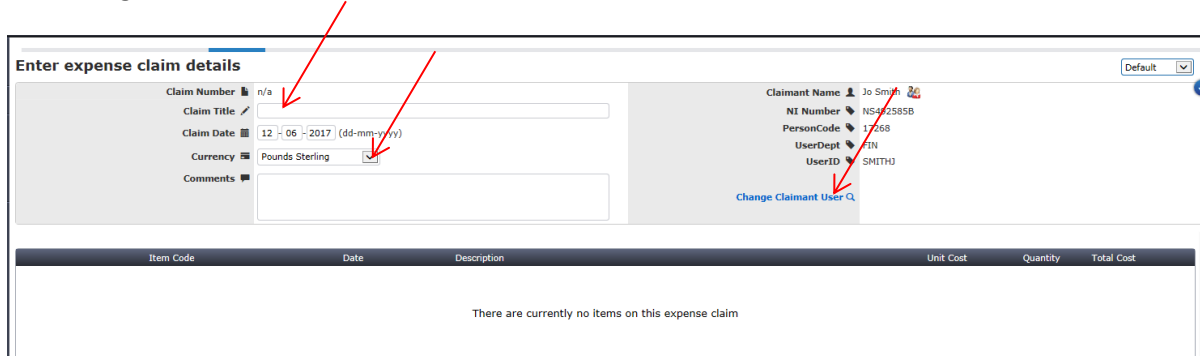 Enter expense claim details
Default
Claim Number n/a
Claim Title
Claim Date 12 - 06 - 2017 (dd-mm-yyyy)
Currency Pounds Sterling
Comments
Claimant Name Jo Smith
NI Number NS492585B
PersonCode 17268
UserDept FIN
UserID SMITHJ
Change Claimant User
Item Code Date Description Unit Cost Quantity Total Cost
There are currently no items on this expense claim